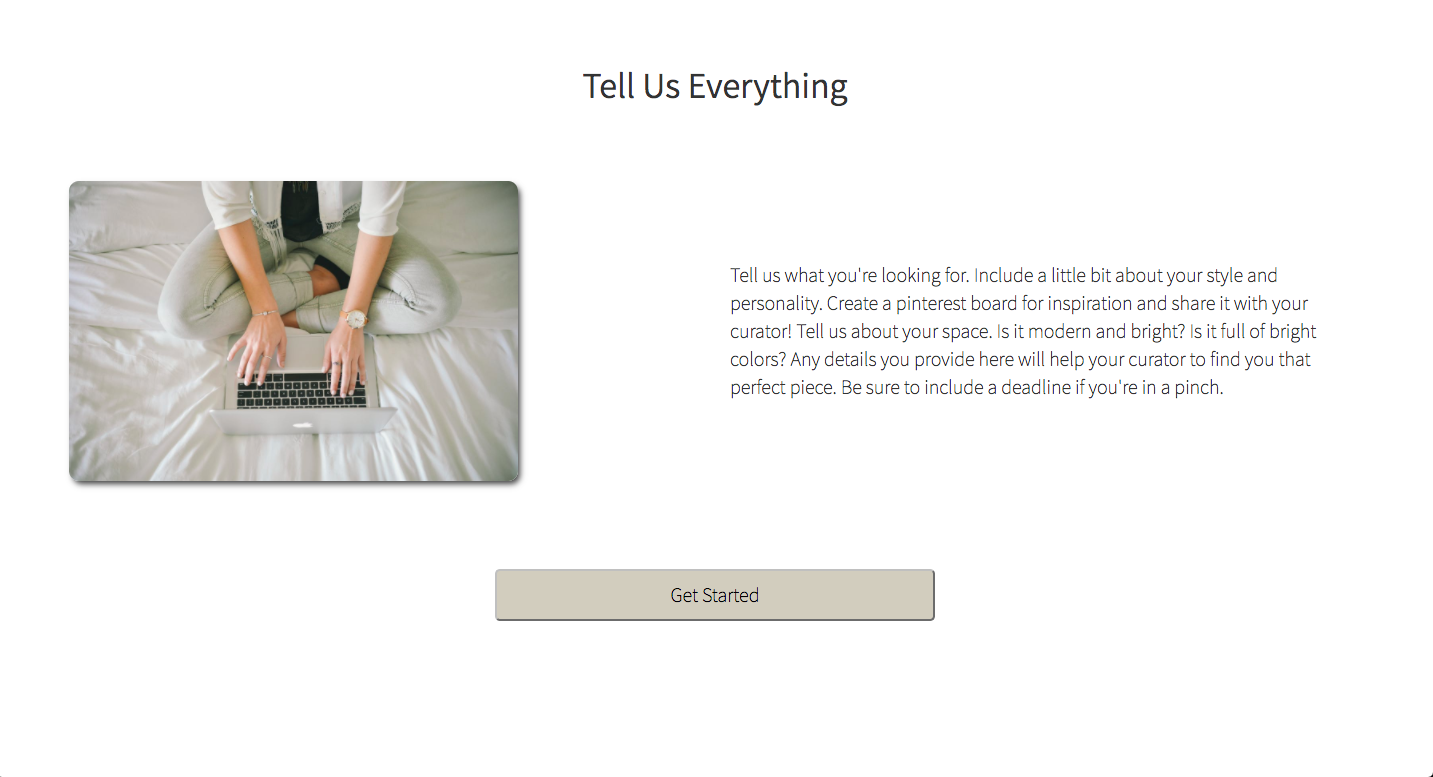 Tell Us Everything
Tell us what you're looking for. Include a little bit about your style and
personality. Create a pinterest board for inspiration and share it with your
curator! Tell us about your space. Is it modern and bright? Is it full of bright
colors? Any details you provide here will help your curator to find you that
perfect piece. Be sure to include a deadline if you're in a pinch.
Get Started